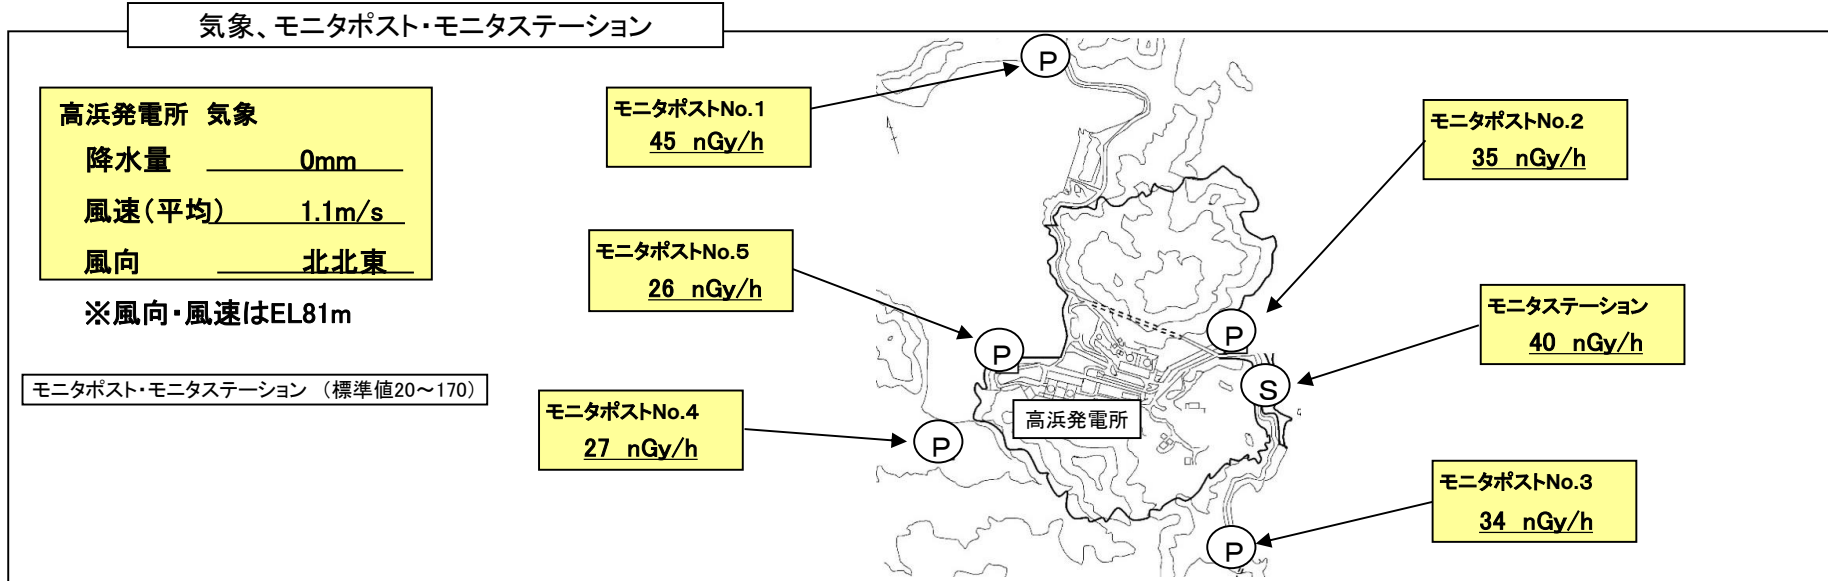 気象、モニタポスト・モニタステーション
高浜発電所 気象
降水量 0mm
風速(平均) 1.1m/s
風向 北北東
※風向・風速はEL81m
モニタポスト・モニタステーション (標準値20~170)
モニタポストNo.1
45 nGy/h
モニタポストNo.2
35 nGy/h
モニタポストNo.5
26 nGy/h
モニタステーション
40 nGy/h
モニタポストNo.4
27 nGy/h
モニタポストNo.3
34 nGy/h
P
P
P
S
高浜発電所
P
P